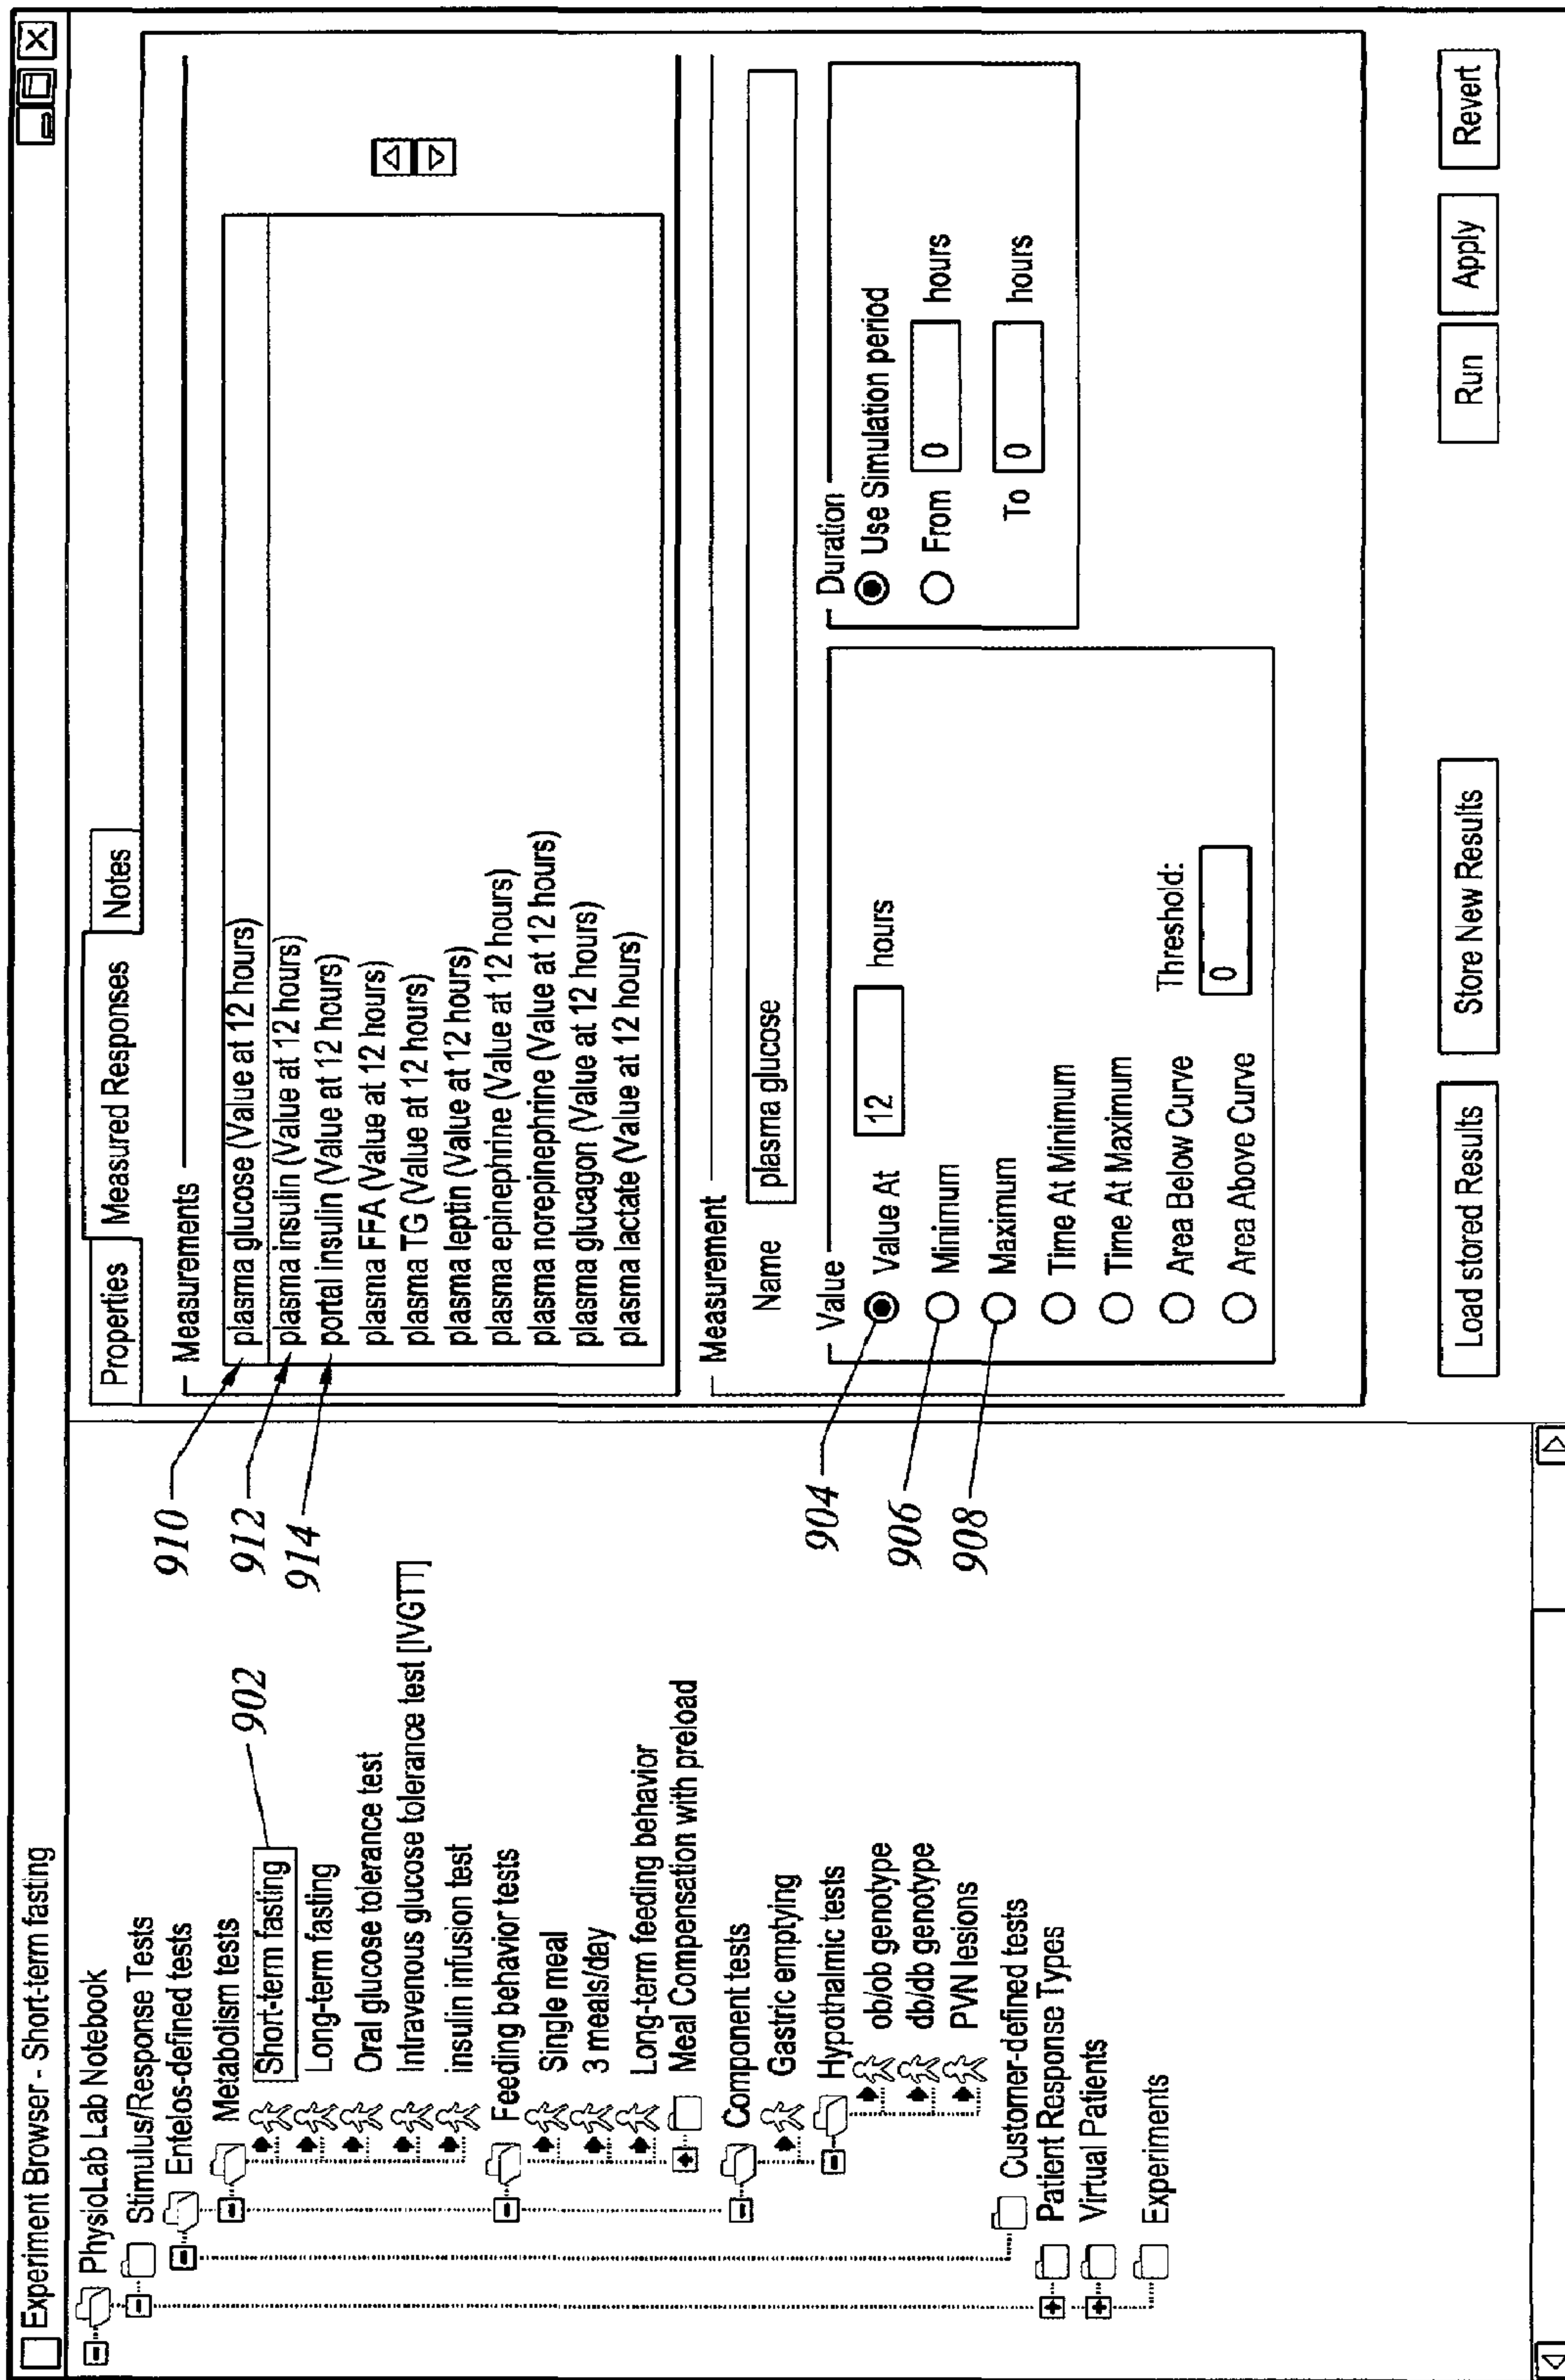 Experiment Browser - Short-term fasting
PhysioLab Lab Notebook
Stimulus/Response Tests
Entelos-defined tests
Metabolism tests
Short-term fasting
Long-term fasting
Oral glucose tolerance test
Intravenous glucose tolerance test [IVGTT]
insulin infusion test
Feeding behavior tests
Single meal
3 meals/day
Long-term feeding behavior
Meal Compensation with preload
Component tests
Gastric emptying
Hypothalmic tests
ob/ob genotype
db/db genotype
PVN lesions
Customer-defined tests
Patient Response Types
Virtual Patients
Experiments
902
910
912
914
904
906
908
Properties Measured Responses Notes
Measurements
plasma glucose (Value at 12 hours)
plasma insulin (Value at 12 hours)
portal insulin (Value at 12 hours)
plasma FFA (Value at 12 hours)
plasma TG (Value at 12 hours)
plasma leptin (Value at 12 hours)
plasma epinephrine (Value at 12 hours)
plasma norepinephrine (Value at 12 hours)
plasma glucagon (Value at 12 hours)
plasma lactate (Value at 12 hours)
Measurement
Name plasma glucose
Value
Value At 12 hours
Minimum
Maximum
Time At Minimum
Time At Maximum
Area Below Curve
Area Above Curve
Threshold:
0
Duration
Use Simulation period
From 0 hours
To 0 hours
Load stored Results Store New Results Run Apply Revert